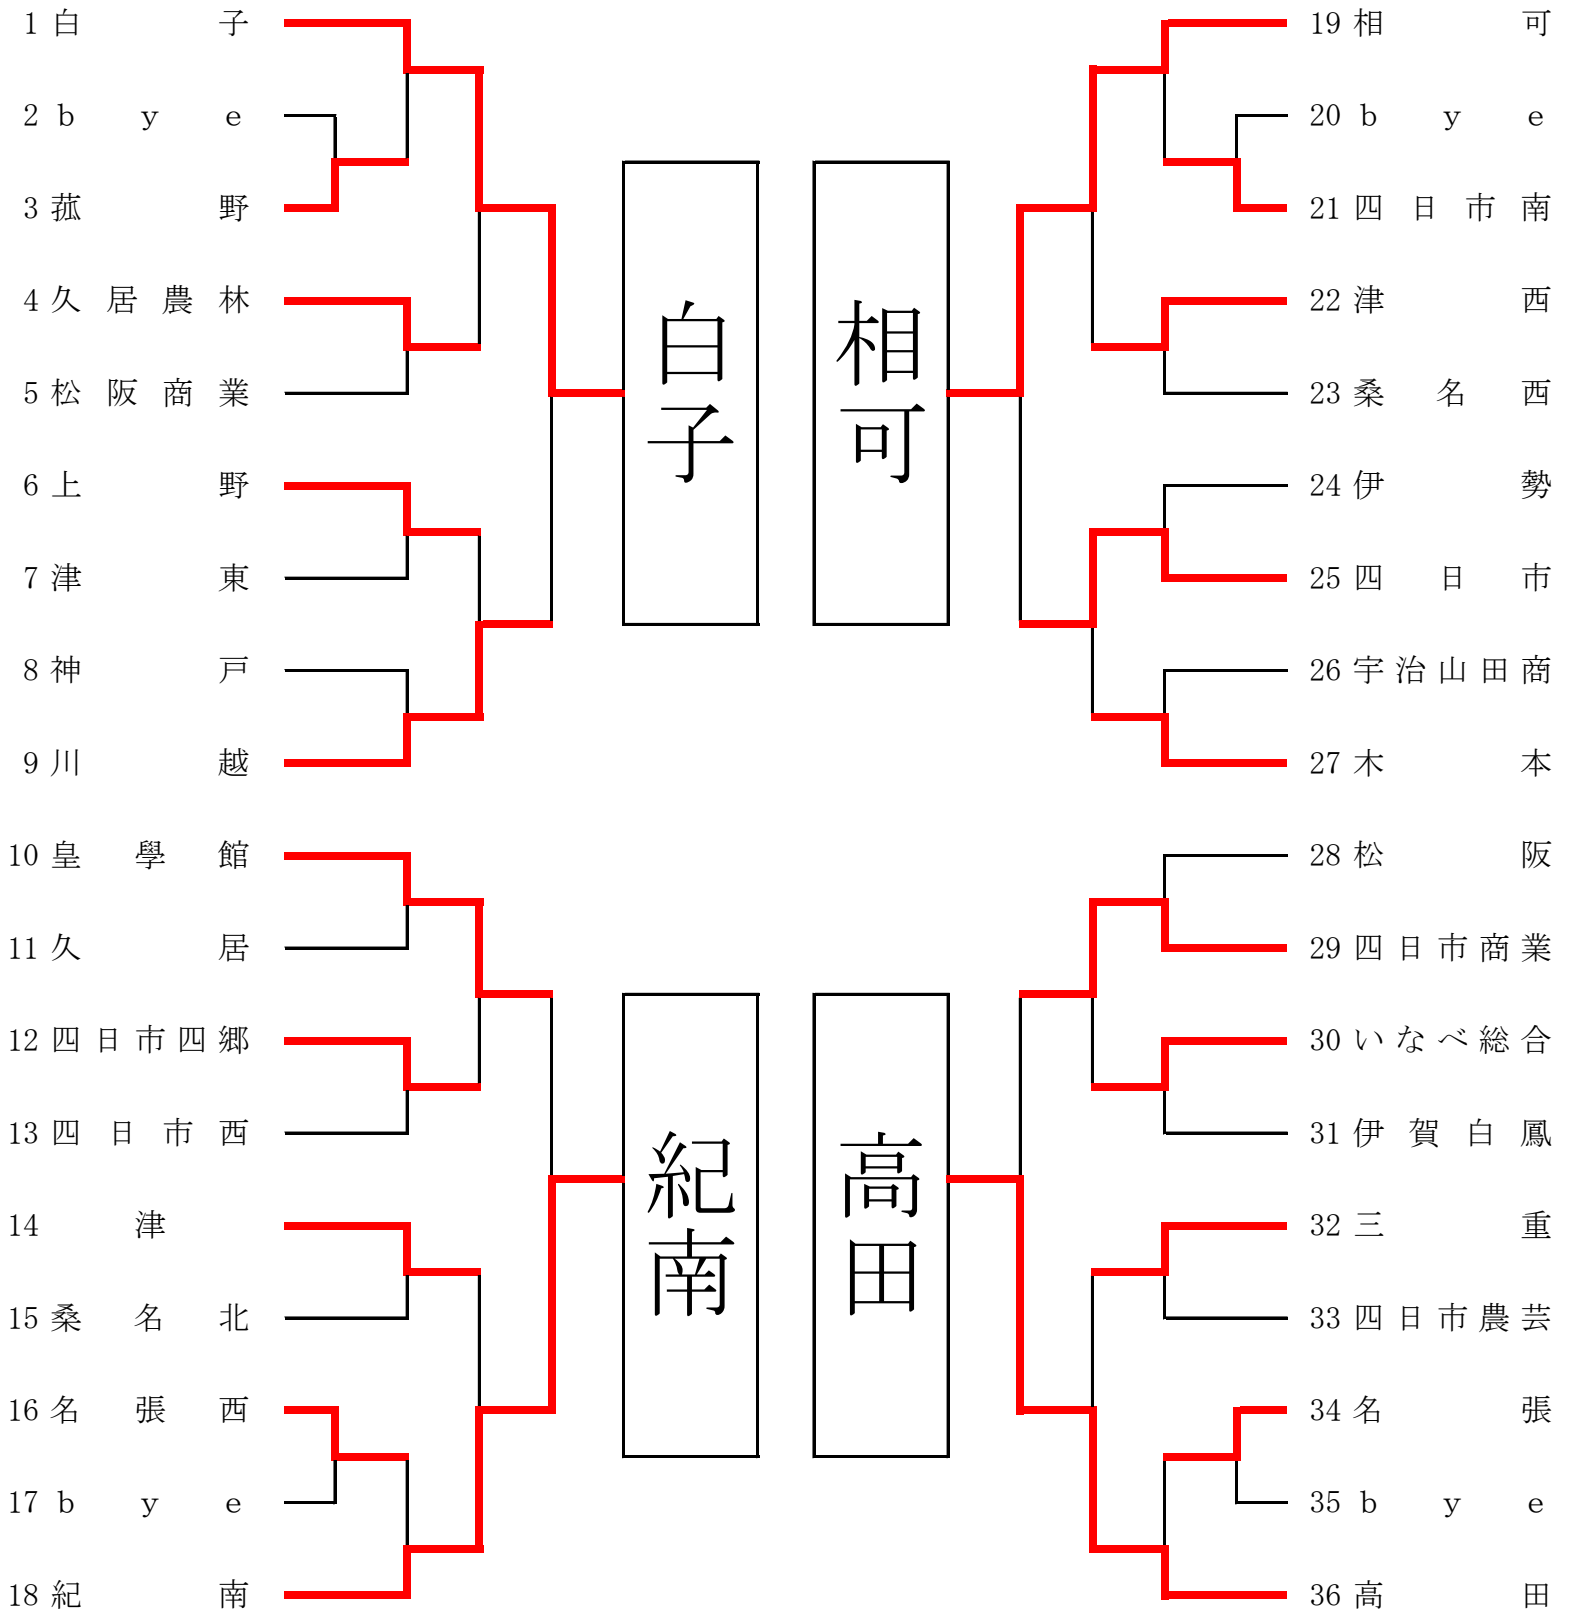 1 白子
2 ｂｙｅ
3 菰野
4 久居農林
5 松阪商業
6 上野
7 津東
8 神戸
9 川越
10 皇學館
11 久居
12 四日市四郷
13 四日市西
14 津
15 桑名北
16 名張西
17 ｂｙｅ
18 紀南
白子
相可
紀南
高田
19 相可
20 ｂｙｅ
21 四日市南
22 津西
23 桑名西
24 伊勢
25 四日市
26 宇治山田商
27 木本
28 松阪
29 四日市商業
30 いなべ総合
31 伊賀白鳳
32 三重
33 四日市農芸
34 名張
35 ｂｙｅ
36 高田